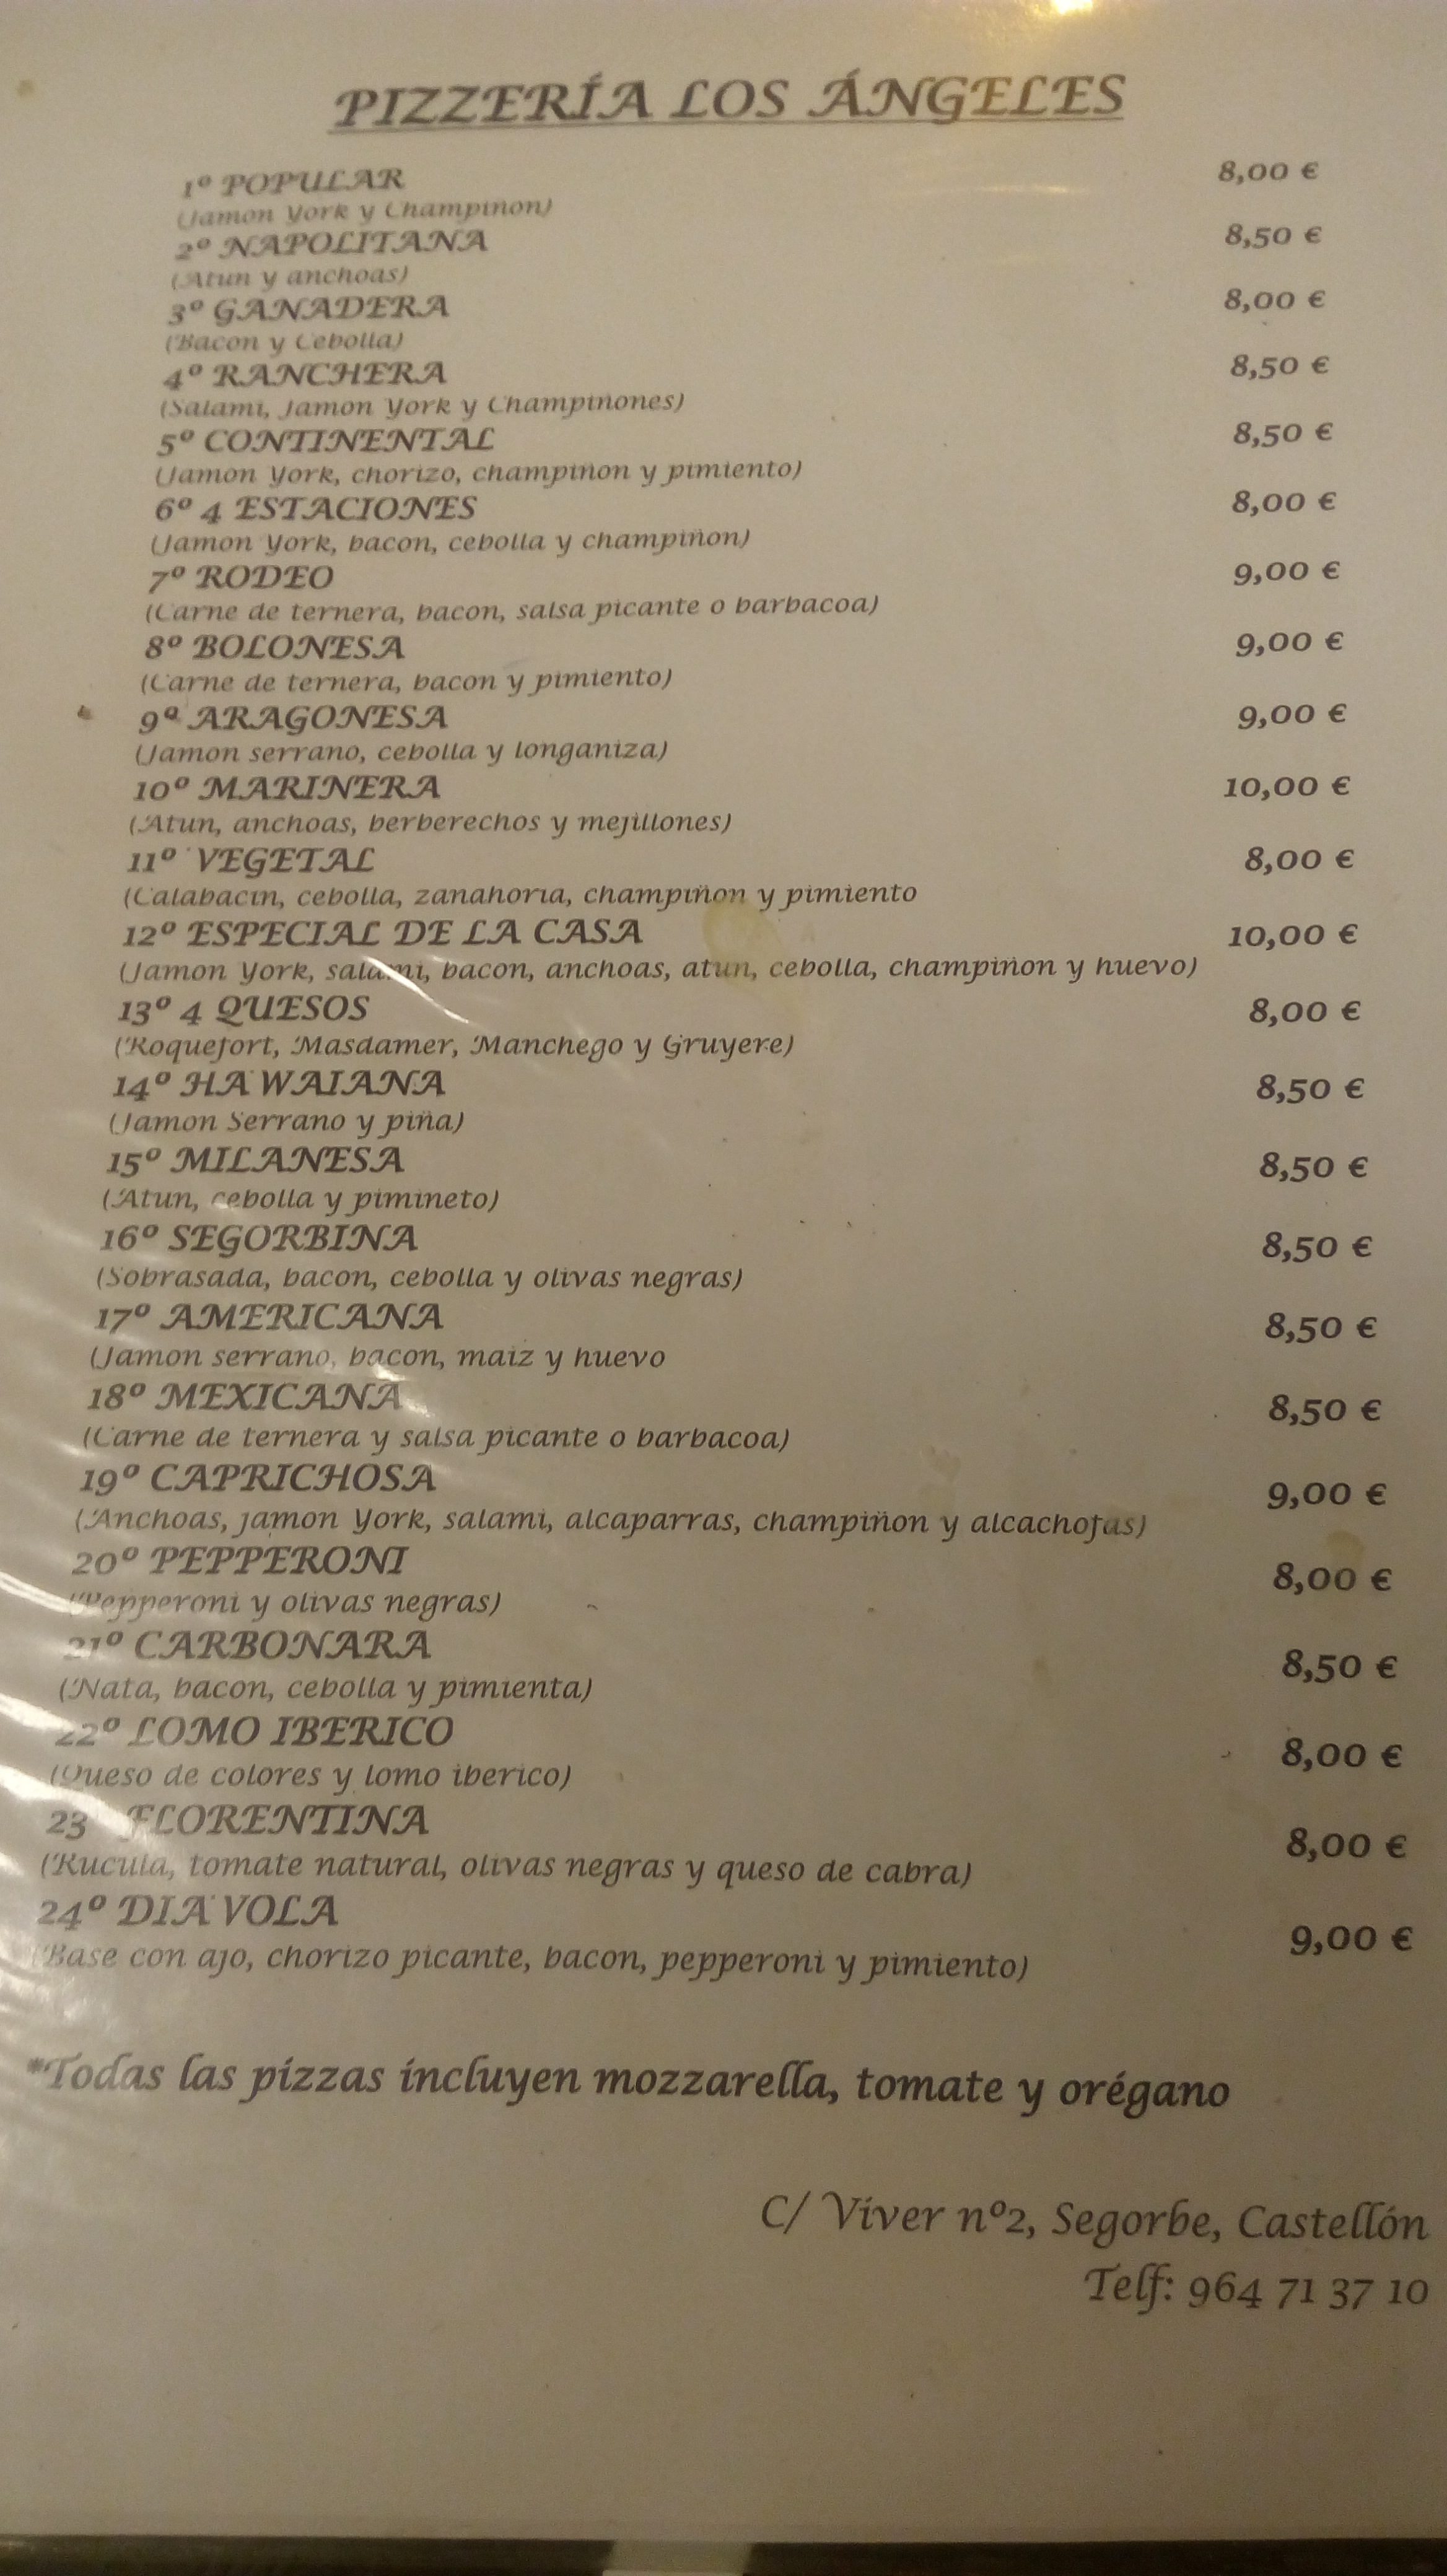 PIZZERÍA LOS ÁNGELES
1º POPULAR 8,00 €
(Jamon York y Champiñon)
2º NAPOLITANA 8,50 €
(Atun y anchoas)
3º GANADERA 8,00 €
(Bacon y Cebolla)
4º RANCHERA 8,50 €
(Salami, Jamon York y Champiñones)
5º CONTINENTAL 8,50 €
(Jamon York, chorizo, champiñon y pimiento)
6º 4 ESTACIONES 8,00 €
(Jamon York, bacon, cebolla y champiñon)
7º RODEO 9,00 €
(Carne de ternera, bacon, salsa picante o barbacoa)
8º BOLONESA 9,00 €
(Carne de ternera, bacon y pimiento)
9ª ARAGONESA 9,00 €
(Jamon serrano, cebolla y longaniza)
10º MARINERA 10,00 €
(Atun, anchoas, berberechos y mejillones)
11º VEGETAL 8,00 €
(Calabacin, cebolla, zanahoria, champiñon y pimiento
12º ESPECIAL DE LA CASA 10,00 €
(Jamon York, salami, bacon, anchoas, atun, cebolla, champiñon y huevo)
13º 4 QUESOS 8,00 €
(Roquefort, Masdamer, Manchego y Gruyere)
14º HAWAIANA 8,50 €
(Jamon Serrano y piña)
15º MILANESA 8,50 €
(Atun, cebolla y pimineto)
16º SEGORBINA 8,50 €
(Sobrasada, bacon, cebolla y olivas negras)
17º AMERICANA 8,50 €
(Jamon serrano, bacon, maiz y huevo
18º MEXICANA 8,50 €
(Carne de ternera y salsa picante o barbacoa)
19º CAPRICHOSA 9,00 €
(Anchoas, jamon York, salami, alcaparras, champiñon y alcachofas)
20º PEPPERONI 8,00 €
(Pepperoni y olivas negras)
21º CARBONARA 8,50 €
(Nata, bacon, cebolla y pimienta)
22º LOMO IBERICO 8,00 €
(Queso de colores y lomo iberico)
23º FLORENTINA 8,00 €
(Rucula, tomate natural, olivas negras y queso de cabra)
24º DIAVOLA 9,00 €
(Base con ajo, chorizo picante, bacon, pepperoni y pimiento)
*Todas las pizzas incluyen mozzarella, tomate y orégano
C/ Viver nº2, Segorbe, Castellón
Telf: 964 71 37 10